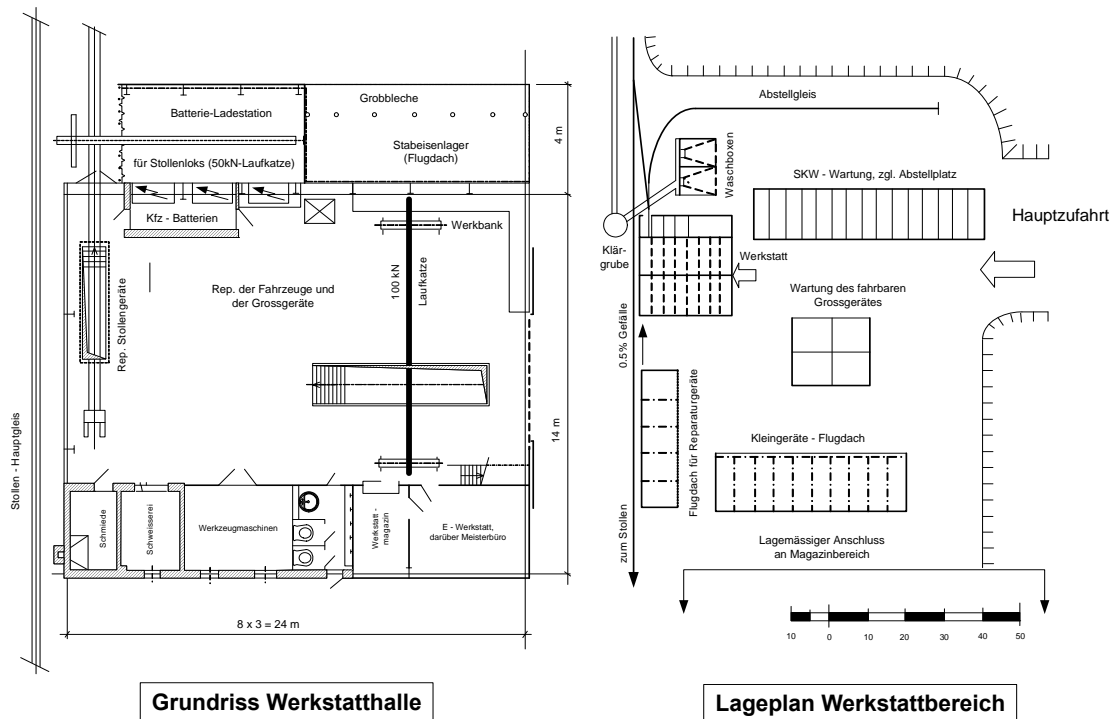 Grobbleche
Batterie-Ladestation
Stabeisenlager
(Flugdach)
für Stollenloks (50kN-Laufkatze)
4 m
Kfz - Batterien
Werkbank
Rep. Stollengeräte
Rep. der Fahrzeuge und
der Grossgeräte
100 kN
Laufkatze
14 m
Stollen - Hauptgleis
Schmiede
Schweisserei
Werkzeugmaschinen
Werkstatt -
magazin
E - Werkstatt,
darüber Meisterbüro
8 x 3 = 24 m
Grundriss Werkstatthalle
Abstellgleis
Waschboxen
SKW - Wartung, zgl. Abstellplatz
Hauptzufahrt
Klär-
grube
Werkstatt
Wartung des fahrbaren
Grossgerätes
0.5% Gefälle
Flugdach für Reparaturgeräte
Kleingeräte - Flugdach
zum Stollen
Lagemässiger Anschluss
an Magazinbereich
10 0 10 20 30 40 50
Lageplan Werkstattbereich